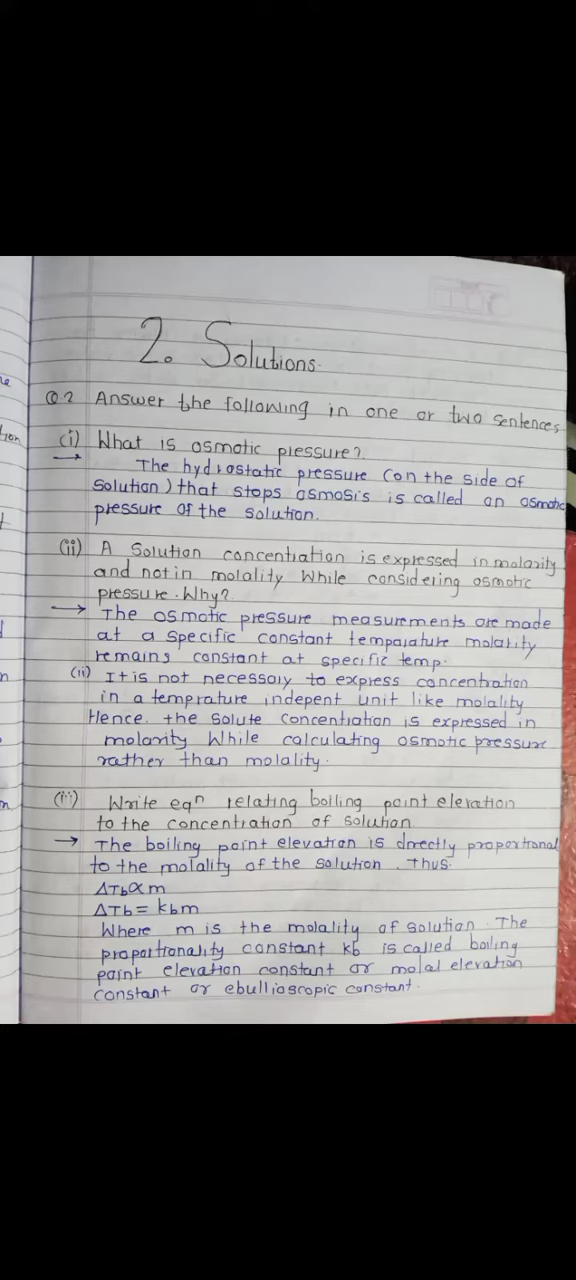 2. Solutions.
Q.2 Answer the following in one or two sentences
(i) What is osmotic pressure?
→ The hydrostatic pressure (on the side of
solution) that stops osmosis is called an osmotic
pressure of the solution.
(ii) A Solution concentration is expressed in molarity
and not in molality While considering osmotic
pressure. Why?
→ The osmotic pressure measurements are made
at a specific constant temparature molarity
remains constant at specific temp.
(ii) It is not necessary to express concentration
in a temprature indepent unit like molality
Hence. the solute concentration is expressed in
molarity While calculating osmotic pressure
rather than molality.
(iii) Write eqn relating boiling point elevation
to the concentration of solution.
→ The boiling point elevation is directly proportional
to the molality of the solution. Thus.
ΔTb∝m
ΔTb= kbm
Where m is the molality of solution. The
proportionality constant kb is called boiling
point elevation constant or molal elevation
constant or ebullioscopic constant.